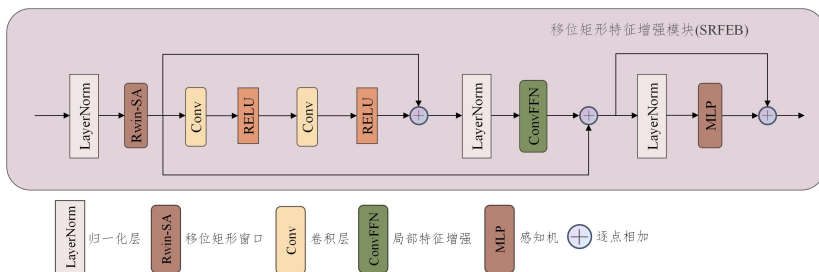 移位矩形特征增强模块(SRFEB)
LayerNorm
Rwin-SA
Conv
RELU
Conv
RELU
LayerNorm
ConvFFN
LayerNorm
MLP
LayerNorm
归一化层
Rwin-SA
移位矩形窗口
Conv
卷积层
ConvFFN
局部特征增强
MLP
感知机
逐点相加